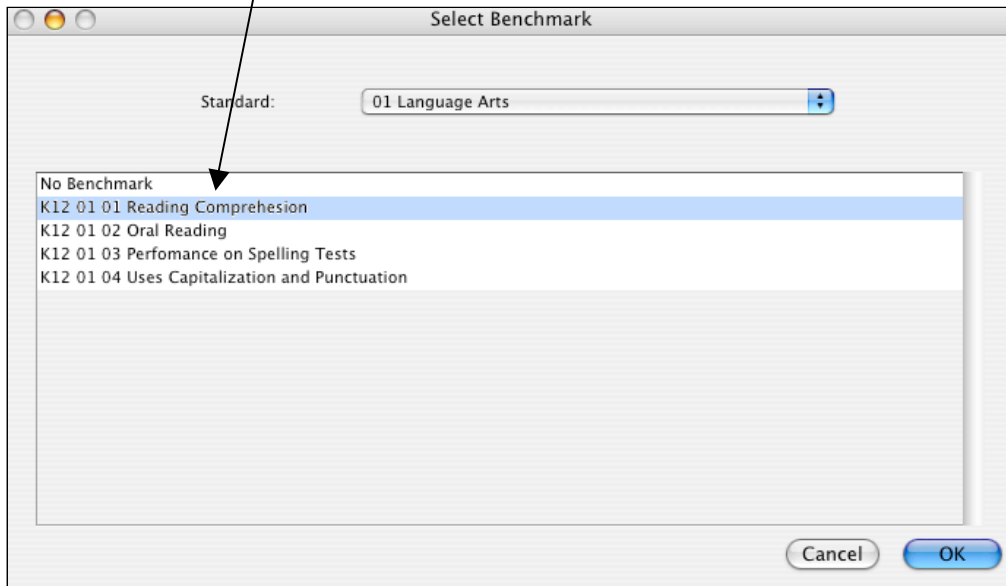 Select Benchmark
Standard: 01 Language Arts
No Benchmark
K12 01 01 Reading Comprehesion
K12 01 02 Oral Reading
K12 01 03 Perfomance on Spelling Tests
K12 01 04 Uses Capitalization and Punctuation
Cancel OK